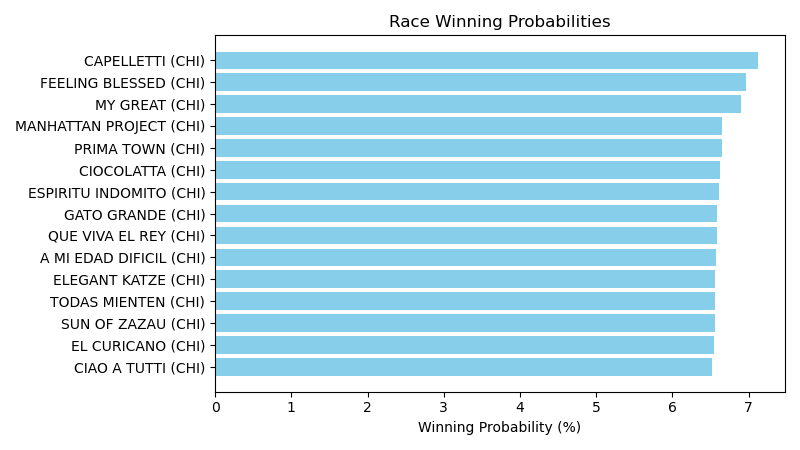 Race Winning Probabilities
CAPELLETTI (CHI)
FEELING BLESSED (CHI)
MY GREAT (CHI)
MANHATTAN PROJECT (CHI)
PRIMA TOWN (CHI)
CIOCOLATTA (CHI)
ESPIRITU INDOMITO (CHI)
GATO GRANDE (CHI)
QUE VIVA EL REY (CHI)
A MI EDAD DIFICIL (CHI)
ELEGANT KATZE (CHI)
TODAS MIENTEN (CHI)
SUN OF ZAZAU (CHI)
EL CURICANO (CHI)
CIAO A TUTTI (CHI)
0 1 2 3 4 5 6 7
Winning Probability (%)